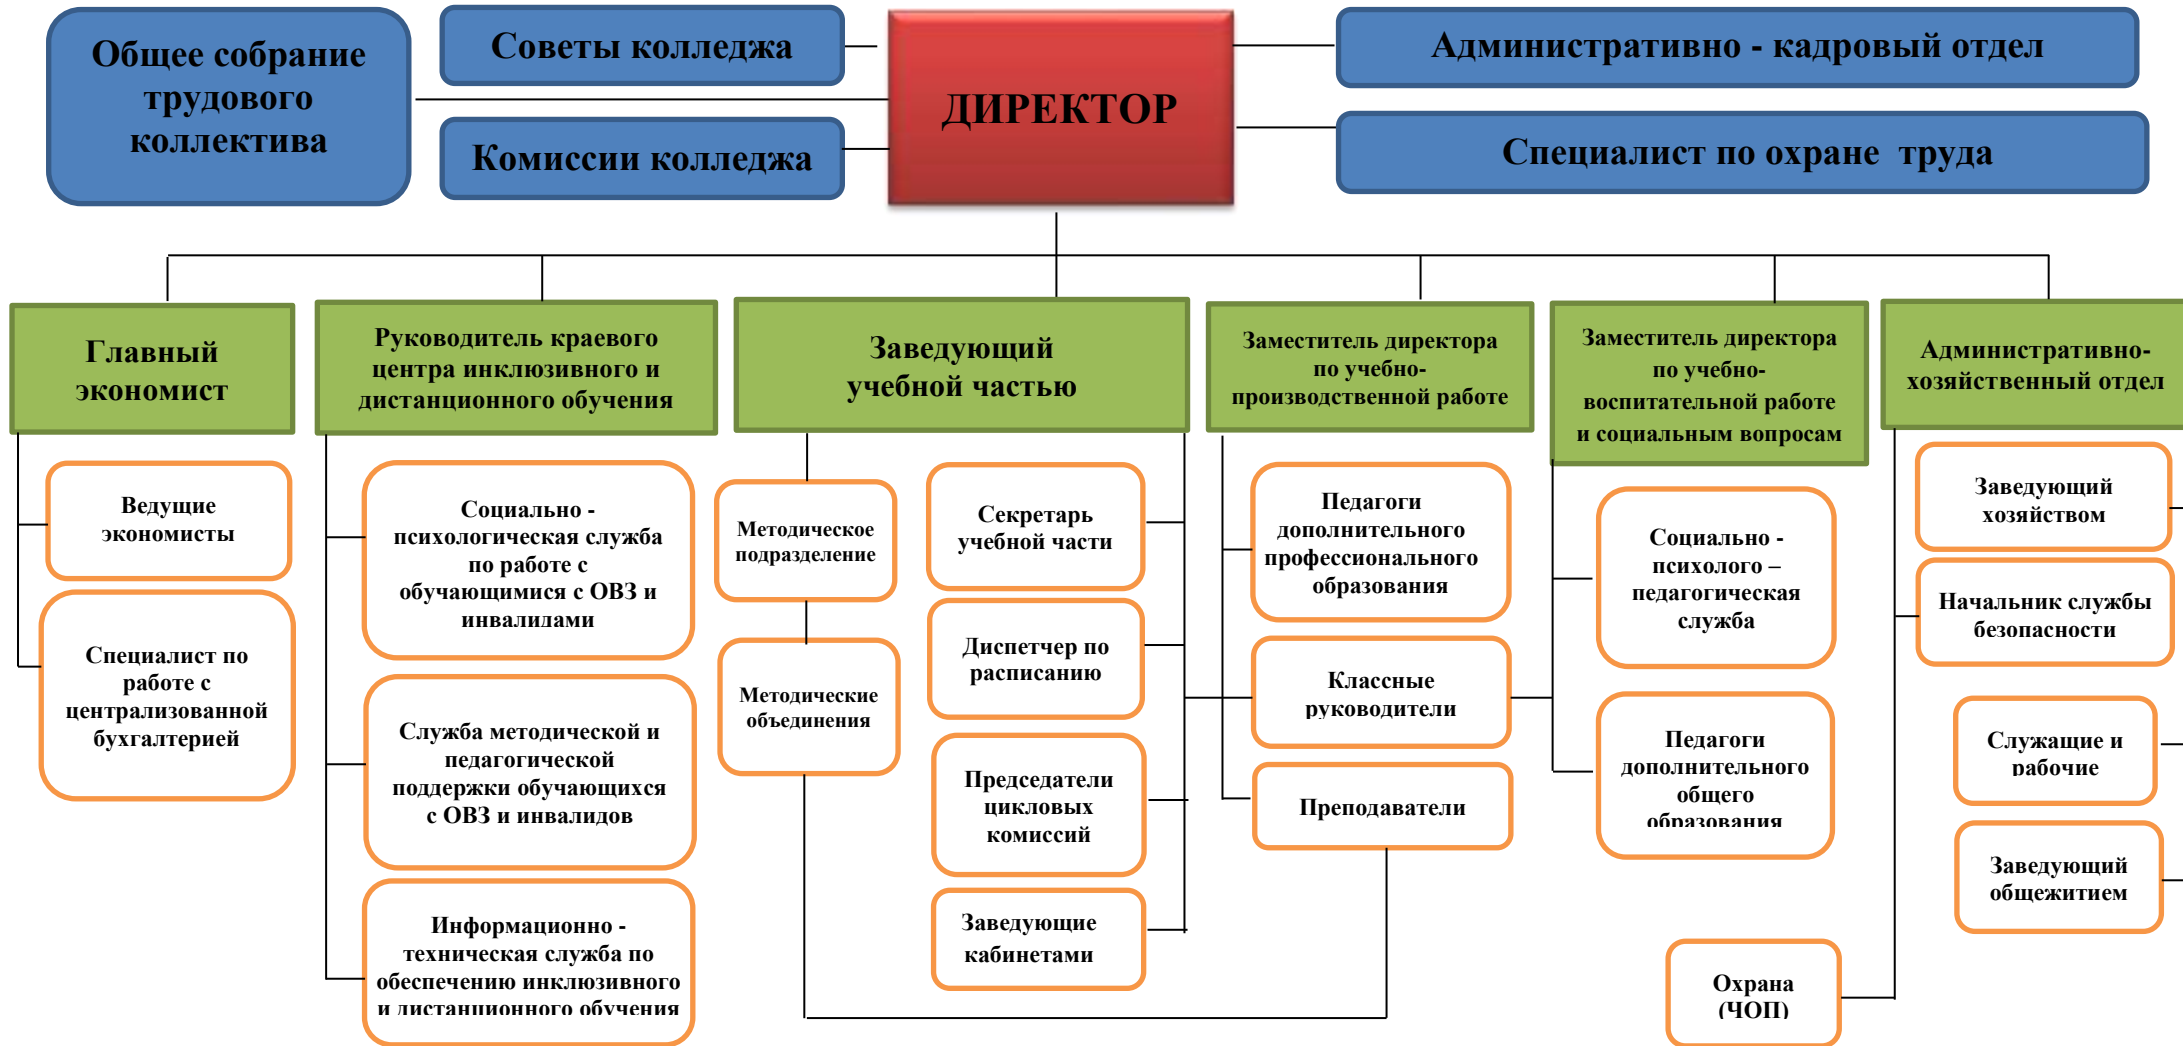 Общее собрание
трудового
коллектива
Советы колледжа
Комиссии колледжа
ДИРЕКТОР
Административно - кадровый отдел
Специалист по охране труда
Главный
экономист
Руководитель краевого
центра инклюзивного и
дистанционного обучения
Заведующий
учебной частью
Заместитель директора
по учебно-
производственной работе
Заместитель директора
по учебно-
воспитательной работе
и социальным вопросам
Административно-
хозяйственный отдел
Ведущие
экономисты
Специалист по
работе с
централизованной
бухгалтерией
Социально -
психологическая служба
по работе с
обучающимися с ОВЗ и
инвалидами
Служба методической и
педагогической
поддержки обучающихся
с ОВЗ и инвалидов
Информационно -
техническая служба по
обеспечению инклюзивного
и дистанционного обучения
Методическое
подразделение
Методические
объединения
Секретарь
учебной части
Диспетчер по
расписанию
Председатели
цикловых
комиссий
Заведующие
кабинетами
Педагоги
дополнительного
профессионального
образования
Классные
руководители
Преподаватели
Социально -
психолого –
педагогическая
служба
Педагоги
дополнительного
общего
образования
Заведующий
хозяйством
Начальник службы
безопасности
Служащие и
рабочие
Заведующий
общежитием
Охрана
(ЧОП)